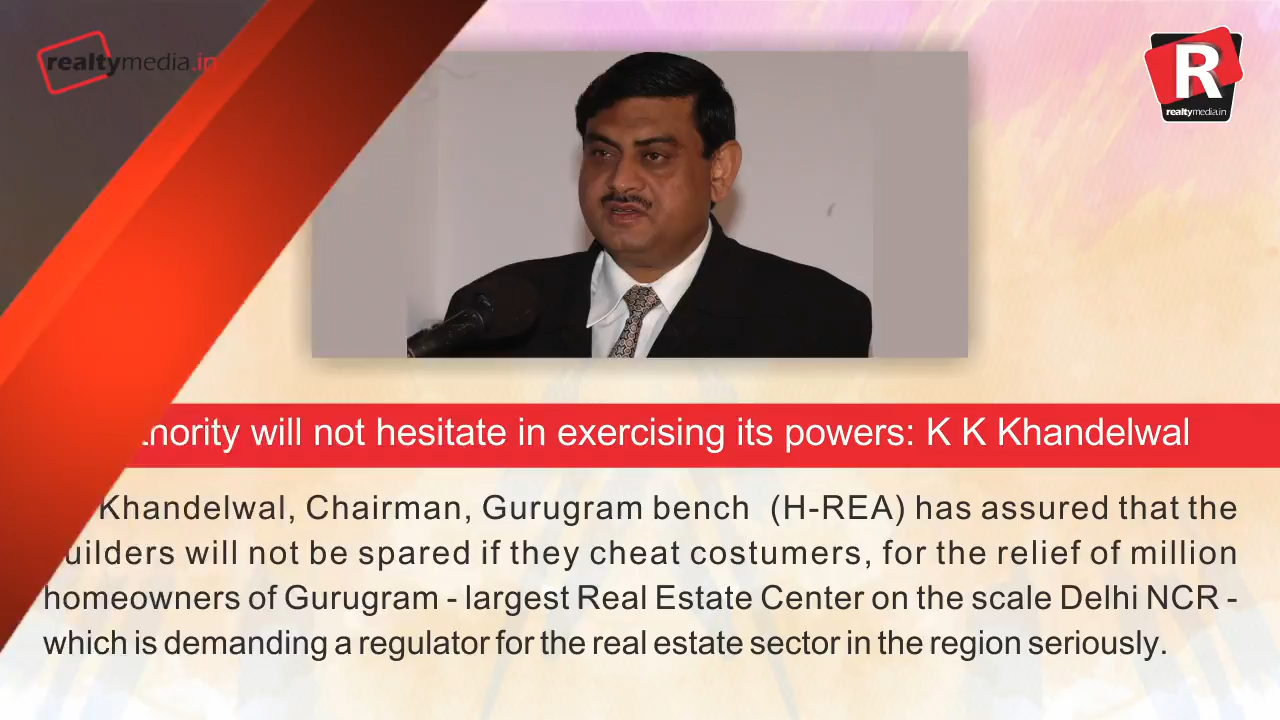 realtymedia.in
R
realtymedia.in
will not hesitate in exercising its powers: K K Khandelwal
Khandelwal, Chairman, Gurugram bench (H-REA) has assured that the
will not be spared if they cheat costumers, for the relief of million
homeowners of Gurugram - largest Real Estate Center on the scale Delhi NCR -
which is demanding a regulator for the real estate sector in the region seriously.